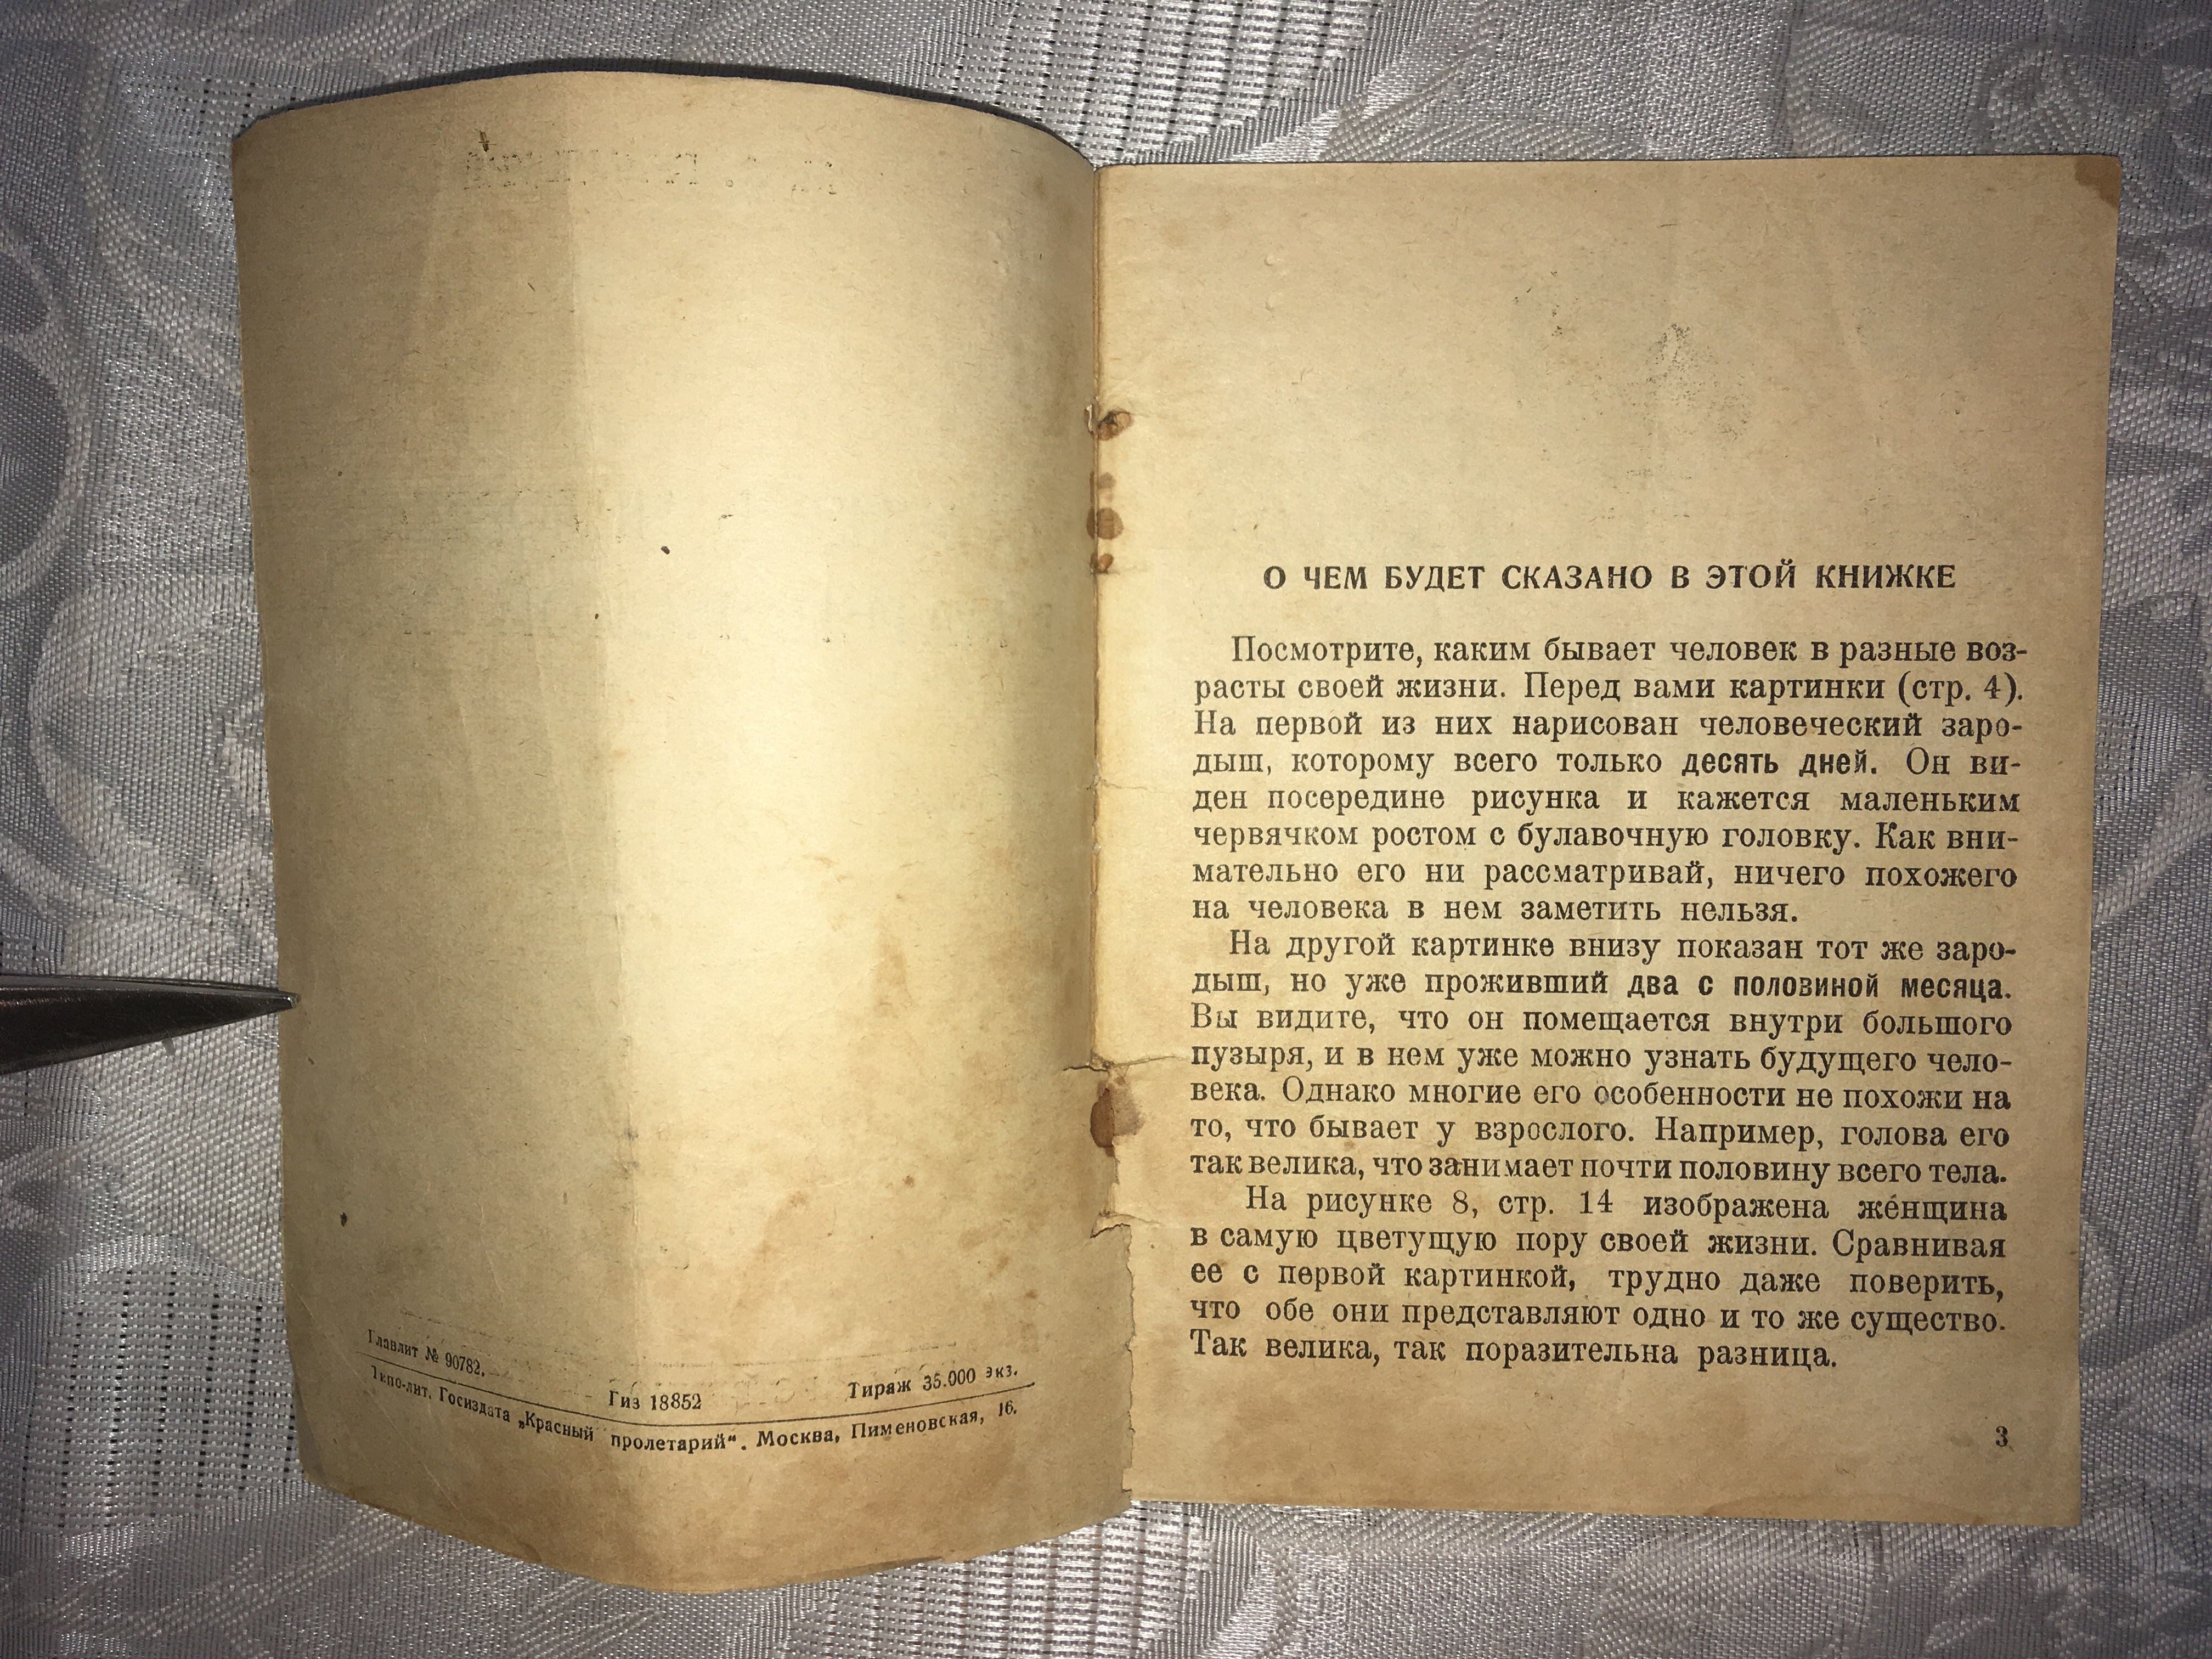 Главлит № 90782.
Гиз 18852
Тираж 35.000 экз.
Госиздата „Красный пролетарий“. Москва, Пименовская, 16.
О ЧЕМ БУДЕТ СКАЗАНО В ЭТОЙ КНИЖКЕ
Посмотрите, каким бывает человек в разные воз-
расты своей жизни. Перед вами картинки (стр. 4).
На первой из них нарисован человеческий заро-
дыш, которому всего только десять дней. Он ви-
ден посередине рисунка и кажется маленьким
червячком ростом с булавочную головку. Как вни-
мательно его ни рассматривай, ничего похожего
на человека в нем заметить нельзя.
На другой картинке внизу показан тот же заро-
дыш, но уже проживший два с половиной месяца.
Вы видите, что он помещается внутри большого
пузыря, и в нем уже можно узнать будущего чело-
века. Однако многие его особенности не похожи на
то, что бывает у взрослого. Например, голова его
так велика, что занимает почти половину всего тела.
На рисунке 8, стр. 14 изображена же́нщина
в самую цветущую пору своей жизни. Сравнивая
ее с первой картинкой, трудно даже поверить,
что обе они представляют одно и то же существо.
Так велика, так поразительна разница.
3